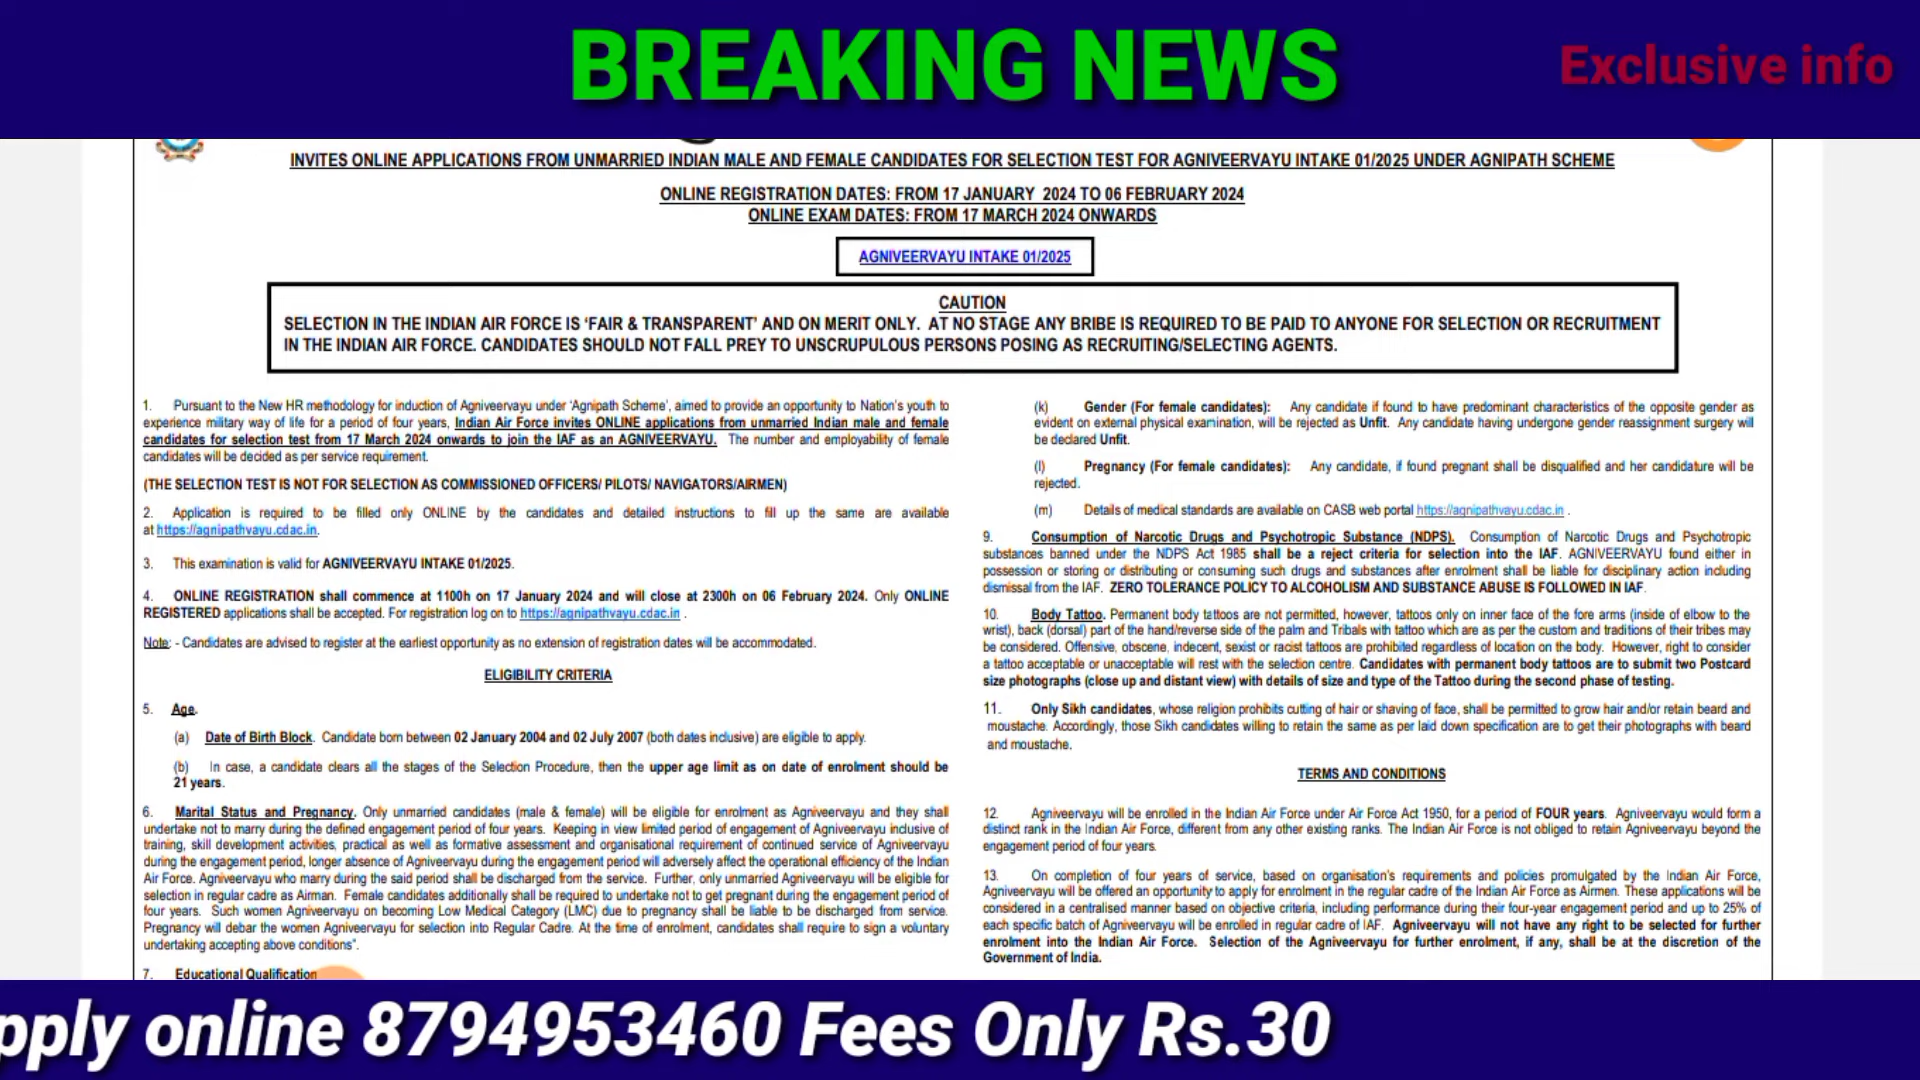 BREAKING NEWS
Exclusive info
INVITES ONLINE APPLICATIONS FROM UNMARRIED INDIAN MALE AND FEMALE CANDIDATES FOR SELECTION TEST FOR AGNIVEERVAYU INTAKE 01/2025 UNDER AGNIPATH SCHEME
ONLINE REGISTRATION DATES: FROM 17 JANUARY 2024 TO 06 FEBRUARY 2024
ONLINE EXAM DATES: FROM 17 MARCH 2024 ONWARDS
AGNIVEERVAYU INTAKE 01/2025
CAUTION
SELECTION IN THE INDIAN AIR FORCE IS ‘FAIR & TRANSPARENT’ AND ON MERIT ONLY. AT NO STAGE ANY BRIBE IS REQUIRED TO BE PAID TO ANYONE FOR SELECTION OR RECRUITMENT
IN THE INDIAN AIR FORCE. CANDIDATES SHOULD NOT FALL PREY TO UNSCRUPULOUS PERSONS POSING AS RECRUITING/SELECTING AGENTS.
1. Pursuant to the New HR methodology for induction of Agniveervayu under ‘Agnipath Scheme’, aimed to provide an opportunity to Nation’s youth to
experience military way of life for a period of four years, Indian Air Force invites ONLINE applications from unmarried Indian male and female
candidates for selection test from 17 March 2024 onwards to join the IAF as an AGNIVEERVAYU. The number and employability of female
candidates will be decided as per service requirement.
(THE SELECTION TEST IS NOT FOR SELECTION AS COMMISSIONED OFFICERS/ PILOTS/ NAVIGATORS/AIRMEN)
2. Application is required to be filled only ONLINE by the candidates and detailed instructions to fill up the same are available
at https://agnipathvayu.cdac.in.
3. This examination is valid for AGNIVEERVAYU INTAKE 01/2025.
4. ONLINE REGISTRATION shall commence at 1100h on 17 January 2024 and will close at 2300h on 06 February 2024. Only ONLINE
REGISTERED applications shall be accepted. For registration log on to https://agnipathvayu.cdac.in .
Note: - Candidates are advised to register at the earliest opportunity as no extension of registration dates will be accommodated.
ELIGIBILITY CRITERIA
5. Age.
(a) Date of Birth Block. Candidate born between 02 January 2004 and 02 July 2007 (both dates inclusive) are eligible to apply.
(b) In case, a candidate clears all the stages of the Selection Procedure, then the upper age limit as on date of enrolment should be
21 years.
6. Marital Status and Pregnancy. Only unmarried candidates (male & female) will be eligible for enrolment as Agniveervayu and they shall
undertake not to marry during the defined engagement period of four years. Keeping in view limited period of engagement of Agniveervayu inclusive of
training, skill development activities, practical as well as formative assessment and organisational requirement of continued service of Agniveervayu
during the engagement period, longer absence of Agniveervayu during the engagement period will adversely affect the operational efficiency of the Indian
Air Force. Agniveervayu who marry during the said period shall be discharged from the service. Further, only unmarried Agniveervayu will be eligible for
selection in regular cadre as Airman. Female candidates additionally shall be required to undertake not to get pregnant during the engagement period of
four years. Such women Agniveervayu on becoming Low Medical Category (LMC) due to pregnancy shall be liable to be discharged from service.
Pregnancy will debar the women Agniveervayu for selection into Regular Cadre. At the time of enrolment, candidates shall require to sign a voluntary
undertaking accepting above conditions”.
7. Educational Qualification
(k) Gender (For female candidates): Any candidate if found to have predominant characteristics of the opposite gender as
evident on external physical examination, will be rejected as Unfit. Any candidate having undergone gender reassignment surgery will
be declared Unfit.
(l) Pregnancy (For female candidates): Any candidate, if found pregnant shall be disqualified and her candidature will be
rejected.
(m) Details of medical standards are available on CASB web portal https://agnipathvayu.cdac.in .
9. Consumption of Narcotic Drugs and Psychotropic Substance (NDPS). Consumption of Narcotic Drugs and Psychotropic
substances banned under the NDPS Act 1985 shall be a reject criteria for selection into the IAF. AGNIVEERVAYU found either in
possession or storing or distributing or consuming such drugs and substances after enrolment shall be liable for disciplinary action including
dismissal from the IAF. ZERO TOLERANCE POLICY TO ALCOHOLISM AND SUBSTANCE ABUSE IS FOLLOWED IN IAF.
10. Body Tattoo. Permanent body tattoos are not permitted, however, tattoos only on inner face of the fore arms (inside of elbow to the
wrist), back (dorsal) part of the hand/reverse side of the palm and Tribals with tattoo which are as per the custom and traditions of their tribes may
be considered. Offensive, obscene, indecent, sexist or racist tattoos are prohibited regardless of location on the body. However, right to consider
a tattoo acceptable or unacceptable will rest with the selection centre. Candidates with permanent body tattoos are to submit two Postcard
size photographs (close up and distant view) with details of size and type of the Tattoo during the second phase of testing.
11. Only Sikh candidates, whose religion prohibits cutting of hair or shaving of face, shall be permitted to grow hair and/or retain beard and
moustache. Accordingly, those Sikh candidates willing to retain the same as per laid down specification are to get their photographs with beard
and moustache.
TERMS AND CONDITIONS
12. Agniveervayu will be enrolled in the Indian Air Force under Air Force Act 1950, for a period of FOUR years. Agniveervayu would form a
distinct rank in the Indian Air Force, different from any other existing ranks. The Indian Air Force is not obliged to retain Agniveervayu beyond the
engagement period of four years.
13. On completion of four years of service, based on organisation’s requirements and policies promulgated by the Indian Air Force,
Agniveervayu will be offered an opportunity to apply for enrolment in the regular cadre of the Indian Air Force as Airmen. These applications will be
considered in a centralised manner based on objective criteria, including performance during their four-year engagement period and up to 25% of
each specific batch of Agniveervayu will be enrolled in regular cadre of IAF. Agniveervayu will not have any right to be selected for further
enrolment into the Indian Air Force. Selection of the Agniveervayu for further enrolment, if any, shall be at the discretion of the
Government of India.
pply online 8794953460 Fees Only Rs.30